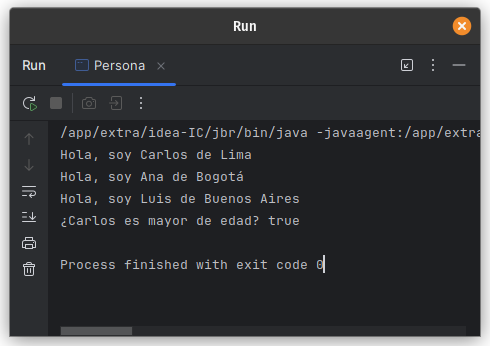 Run
Run Persona
/app/extra/idea-IC/jbr/bin/java -javaagent:/app/extra
Hola, soy Carlos de Lima
Hola, soy Ana de Bogotá
Hola, soy Luis de Buenos Aires
¿Carlos es mayor de edad? true
Process finished with exit code 0